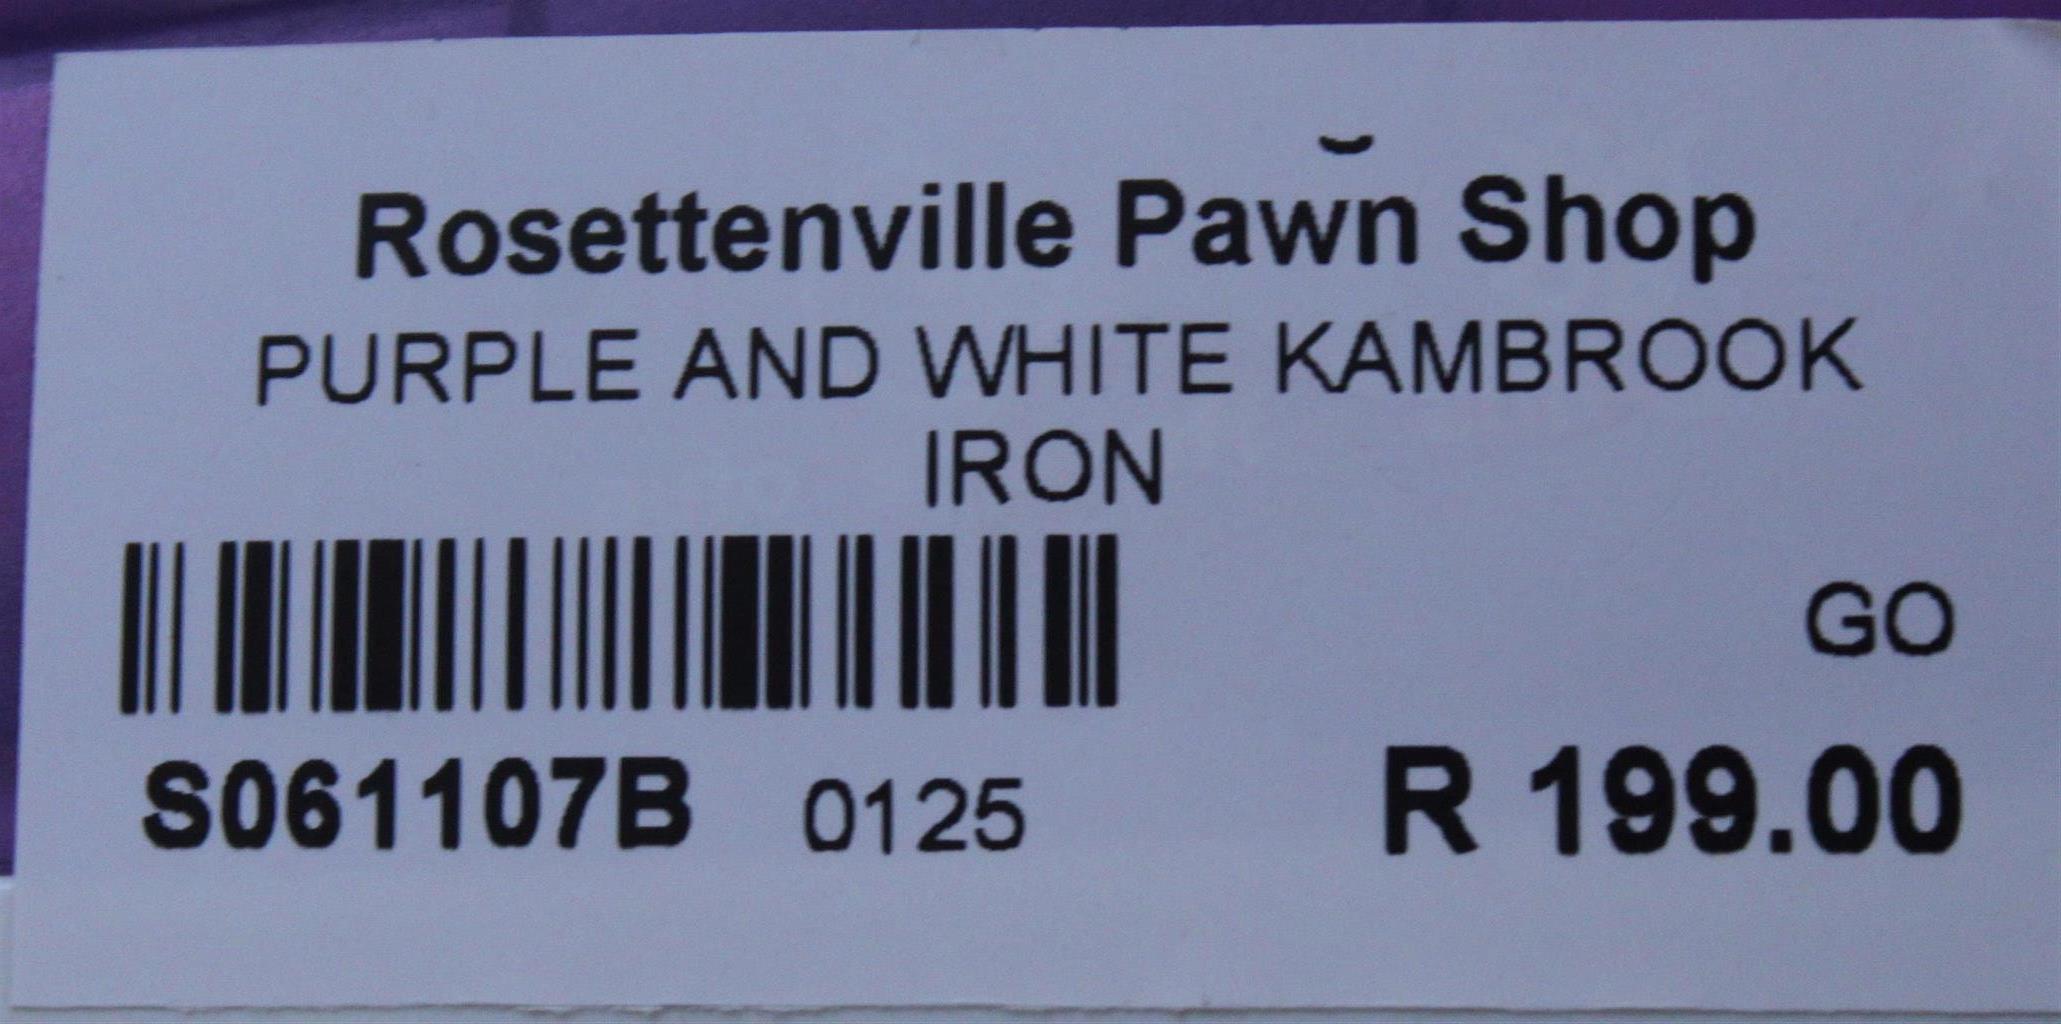 Rosettenville Pawn Shop
PURPLE AND WHITE KAMBROOK
IRON
GO
S061107B 0125 R 199.00